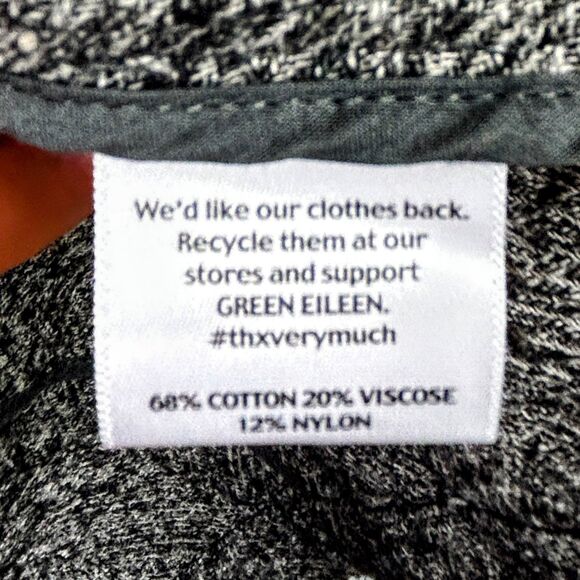 We'd like our clothes back.
Recycle them at our
stores and support
GREEN EILEEN.
#thxverymuch
68% COTTON 20% VISCOSE
12% NYLON